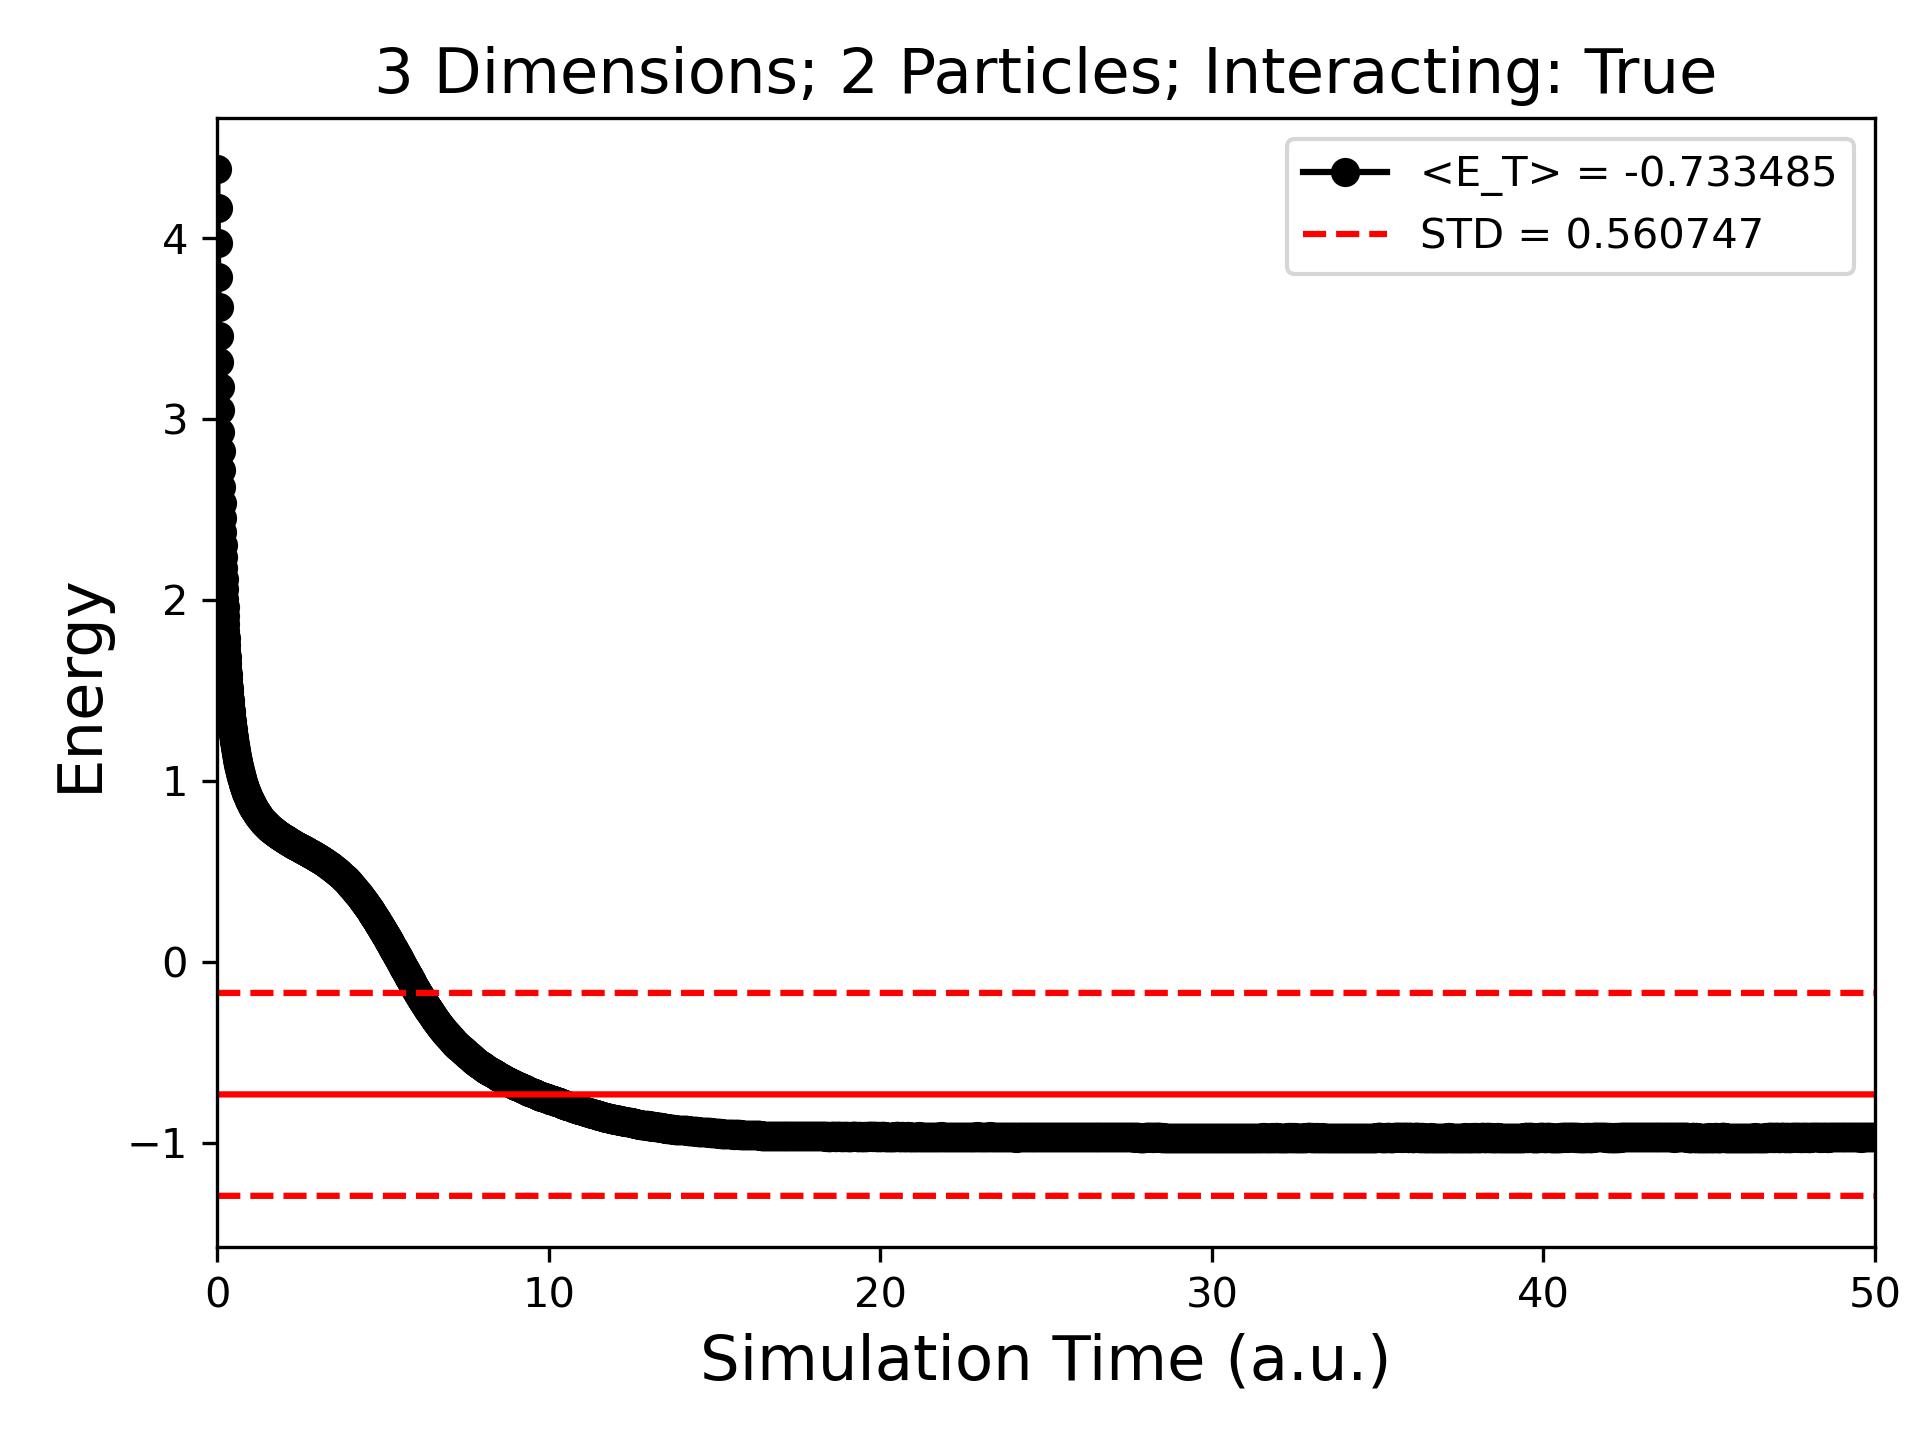 3 Dimensions; 2 Particles; Interacting: True
<E_T> = -0.733485
STD = 0.560747
Energy
4
3
2
1
0
−1
0 10 20 30 40 50
Simulation Time (a.u.)